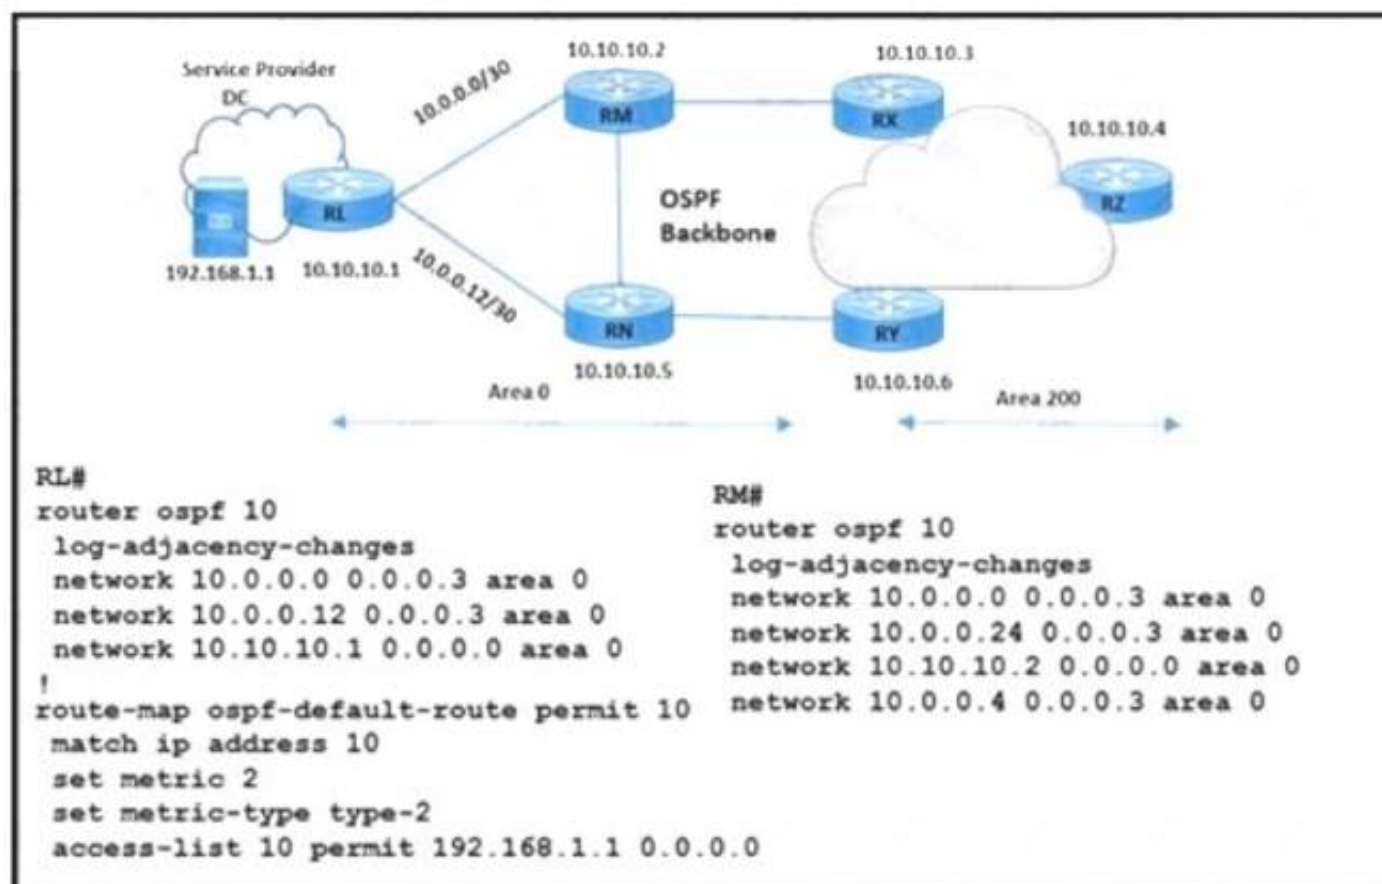 Service Provider
DC
10.0.0.0/30
10.10.10.2
10.10.10.3
10.10.10.4
RM
RX
RZ
RL
OSPF
Backbone
192.168.1.1
10.10.10.1
10.0.0.12/30
RN
RY
10.10.10.5
10.10.10.6
Area 0
Area 200
RL#
router ospf 10
log-adjacency-changes
network 10.0.0.0 0.0.0.3 area 0
network 10.0.0.12 0.0.0.3 area 0
network 10.10.10.1 0.0.0.0 area 0
!
route-map ospf-default-route permit 10
match ip address 10
set metric 2
set metric-type type-2
access-list 10 permit 192.168.1.1 0.0.0.0
RM#
router ospf 10
log-adjacency-changes
network 10.0.0.0 0.0.0.3 area 0
network 10.0.0.24 0.0.0.3 area 0
network 10.10.10.2 0.0.0.0 area 0
network 10.0.0.4 0.0.0.3 area 0